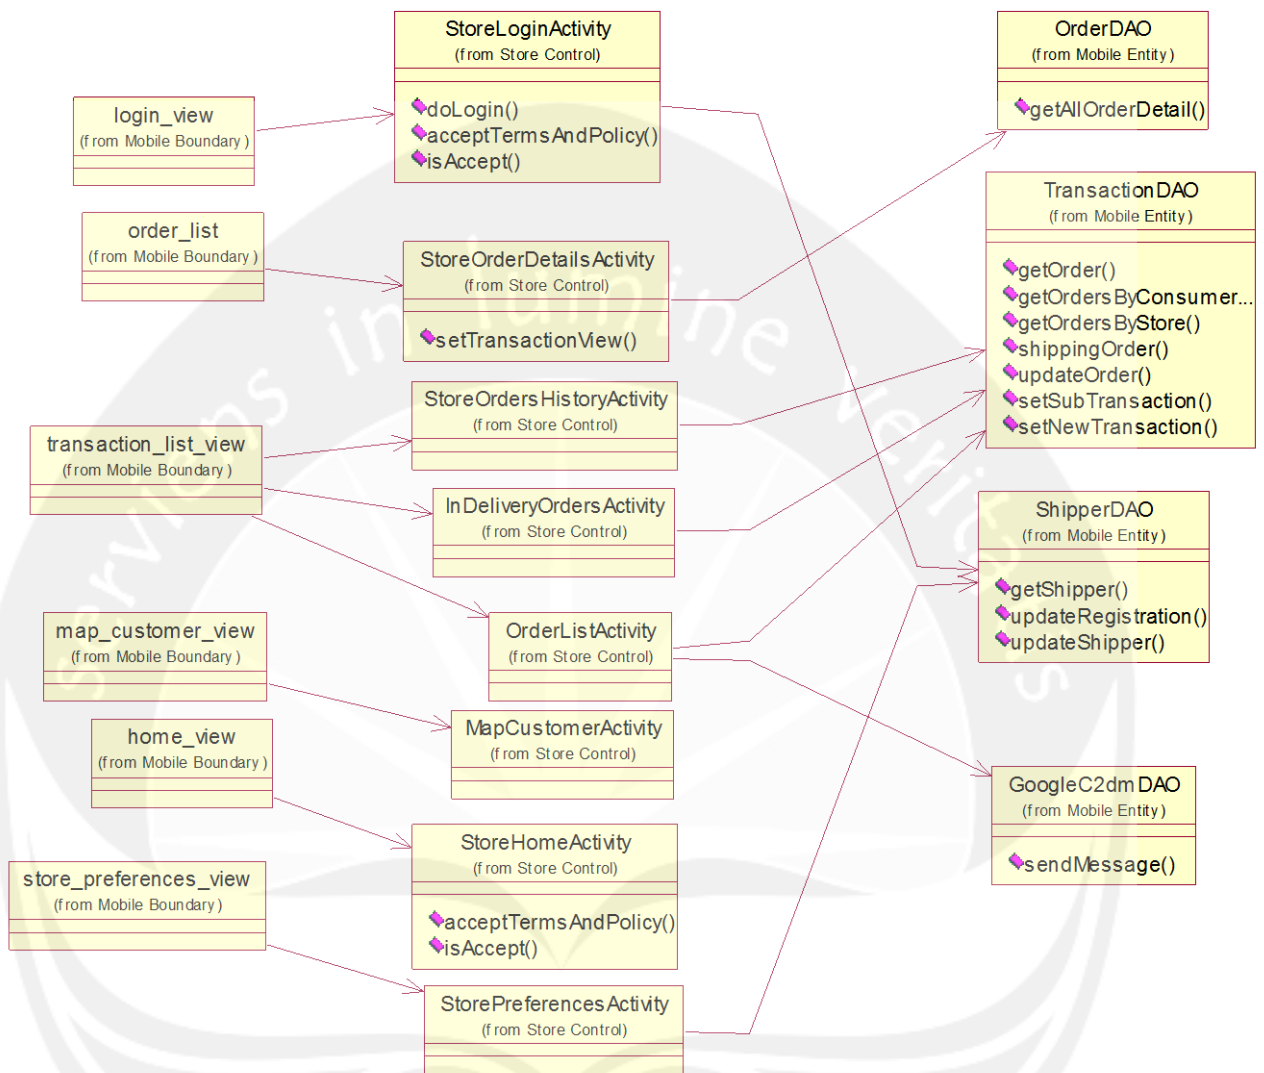 StoreLoginActivity
(from Store Control)
doLogin()
acceptTermsAndPolicy()
isAccept()
OrderDAO
(from Mobile Entity)
getAllOrderDetail()
login_view
(from Mobile Boundary)
order_list
(from Mobile Boundary)
StoreOrderDetailsActivity
(from Store Control)
setTransactionView()
TransactionDAO
(from Mobile Entity)
getOrder()
getOrdersByConsumer...
getOrdersByStore()
shippingOrder()
updateOrder()
setSubTransaction()
setNewTransaction()
StoreOrdersHistoryActivity
(from Store Control)
transaction_list_view
(from Mobile Boundary)
InDeliveryOrdersActivity
(from Store Control)
ShipperDAO
(from Mobile Entity)
getShipper()
updateRegistration()
updateShipper()
OrderListActivity
(from Store Control)
map_customer_view
(from Mobile Boundary)
MapCustomerActivity
(from Store Control)
home_view
(from Mobile Boundary)
GoogleC2dmDAO
(from Mobile Entity)
sendMessage()
StoreHomeActivity
(from Store Control)
acceptTermsAndPolicy()
isAccept()
store_preferences_view
(from Mobile Boundary)
StorePreferencesActivity
(from Store Control)
serviens in lumine veritatis